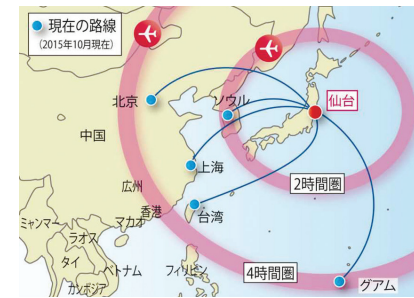 現在の路線
(2015年10月現在)
北京
ソウル
仙台
中国
上海
2時間圏
広州
香港
台湾
ミャンマー
マカオ
ラオス
タイ
ベトナム
フィリピン
4時間圏
グアム
カンボジア